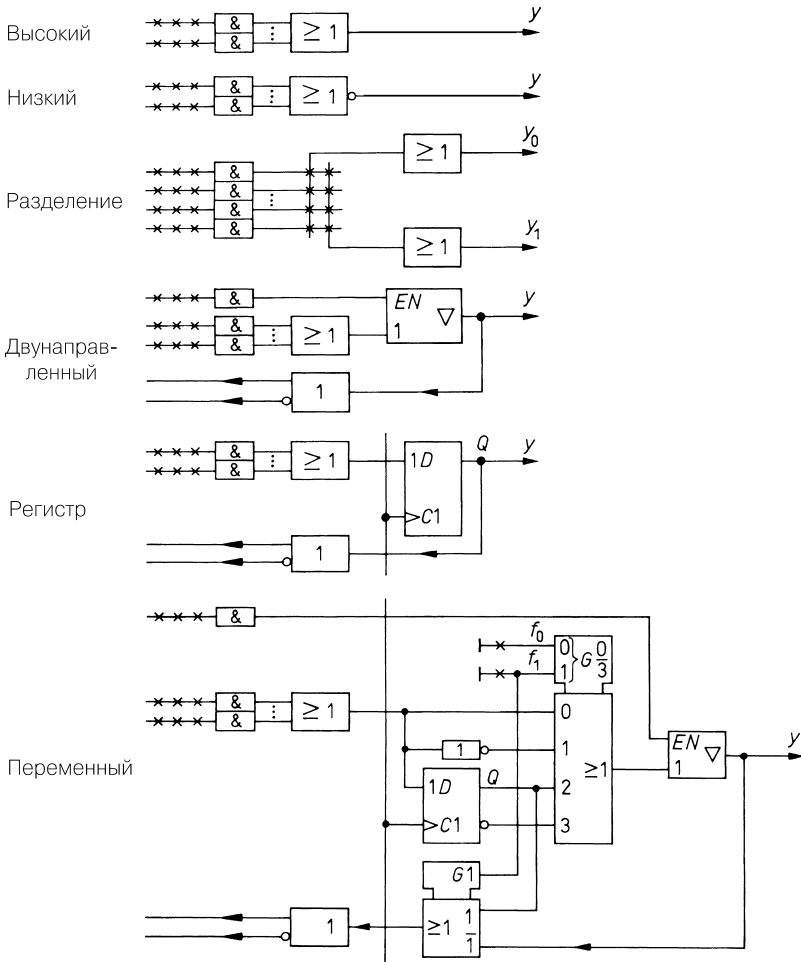 Высокий
& & ≥ 1 y
Низкий
& & ≥ 1 y
Разделение
& & & & ≥ 1 y₀
≥ 1 y₁
Двунаправ-
ленный
& EN y
& & ≥ 1 1 ▽
1
Регистр
& & ≥ 1 1D Q y
C1
1
Переменный
&
f₀ 0 G 0/3
f₁ 1
& & ≥ 1 0
1 1
≥1 EN ▽ y
1
1D Q 2
C1 3
G1
1 ≥1 1
1